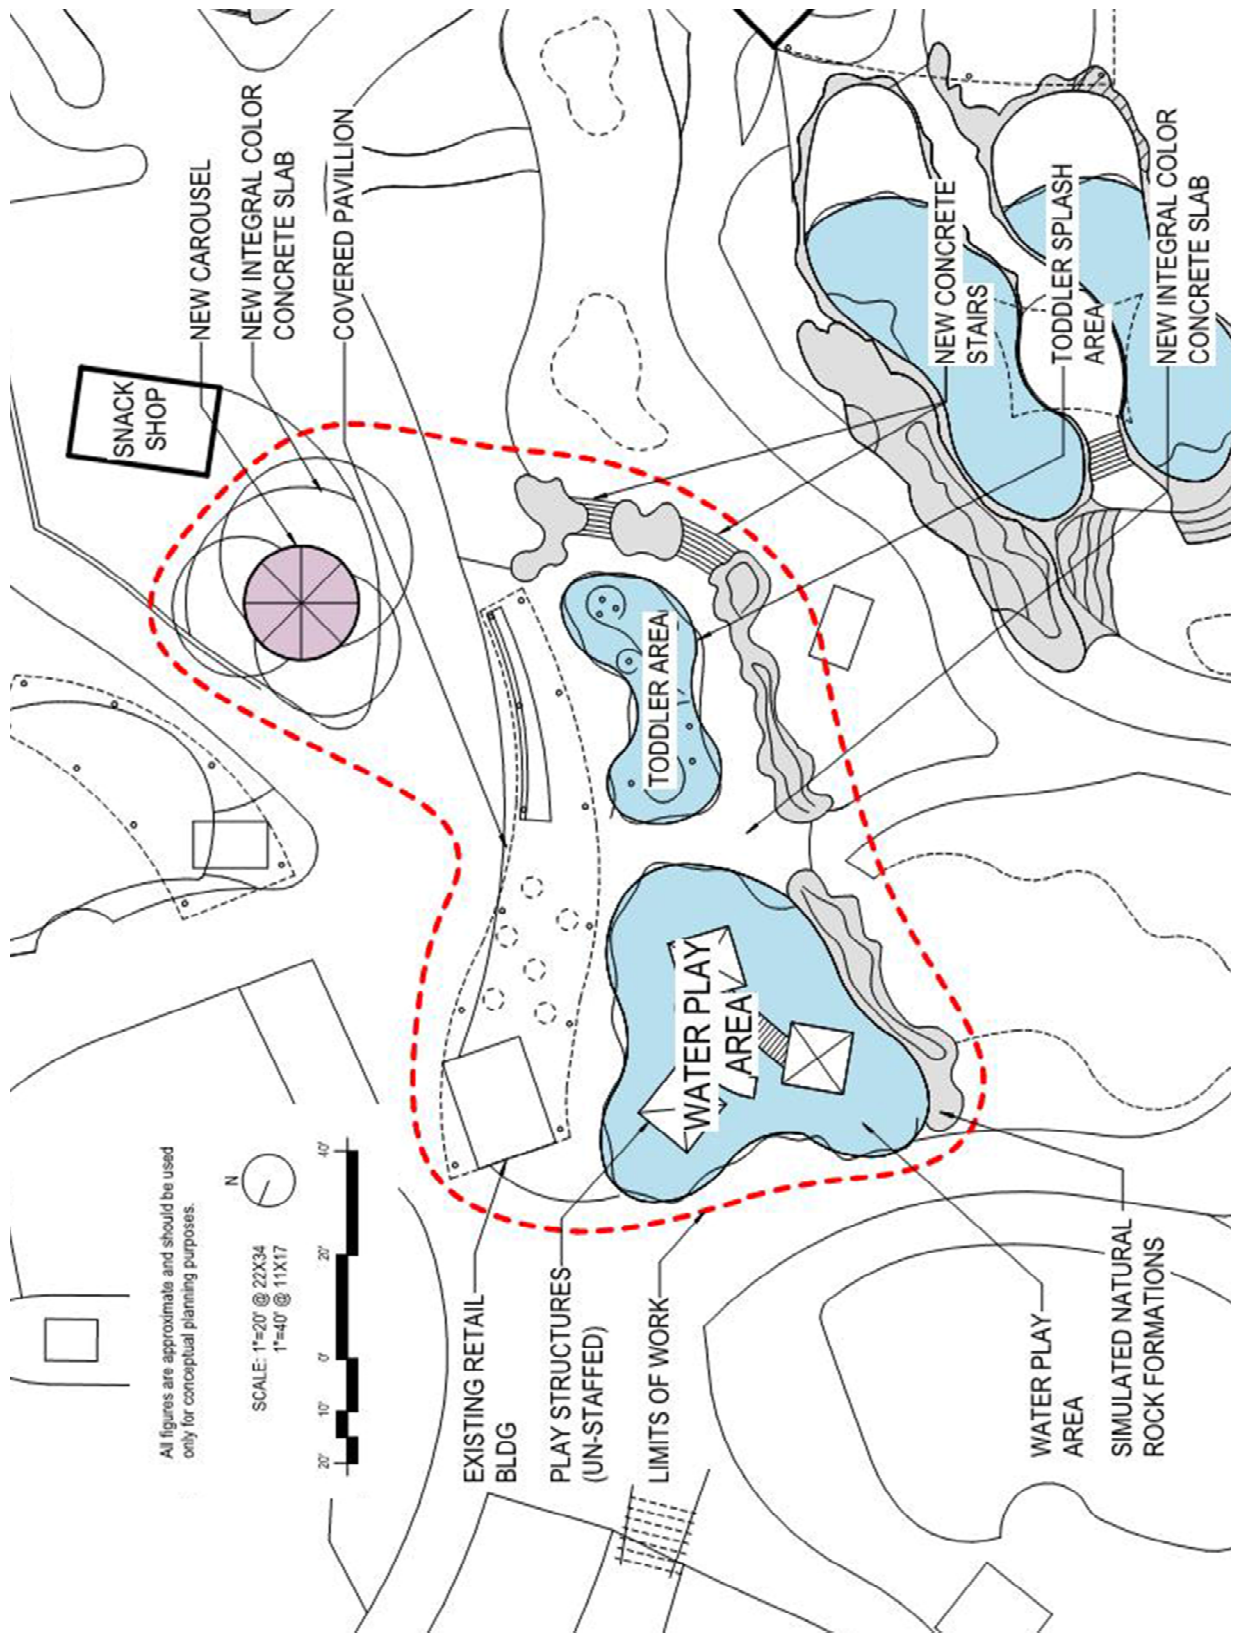 NEW CAROUSEL
NEW INTEGRAL COLOR
CONCRETE SLAB
COVERED PAVILLION
SNACK
SHOP
NEW CONCRETE
STAIRS
TODDLER SPLASH
AREA
NEW INTEGRAL COLOR
CONCRETE SLAB
TODDLER AREA
WATER PLAY
AREA
All figures are approximate and should be used
only for conceptual planning purposes.
N
SCALE: 1"=20' @ 22X34
1"=40' @ 11X17
20' 10' 0' 20' 40'
EXISTING RETAIL
BLDG
PLAY STRUCTURES
(UN-STAFFED)
LIMITS OF WORK
WATER PLAY
AREA
SIMULATED NATURAL
ROCK FORMATIONS